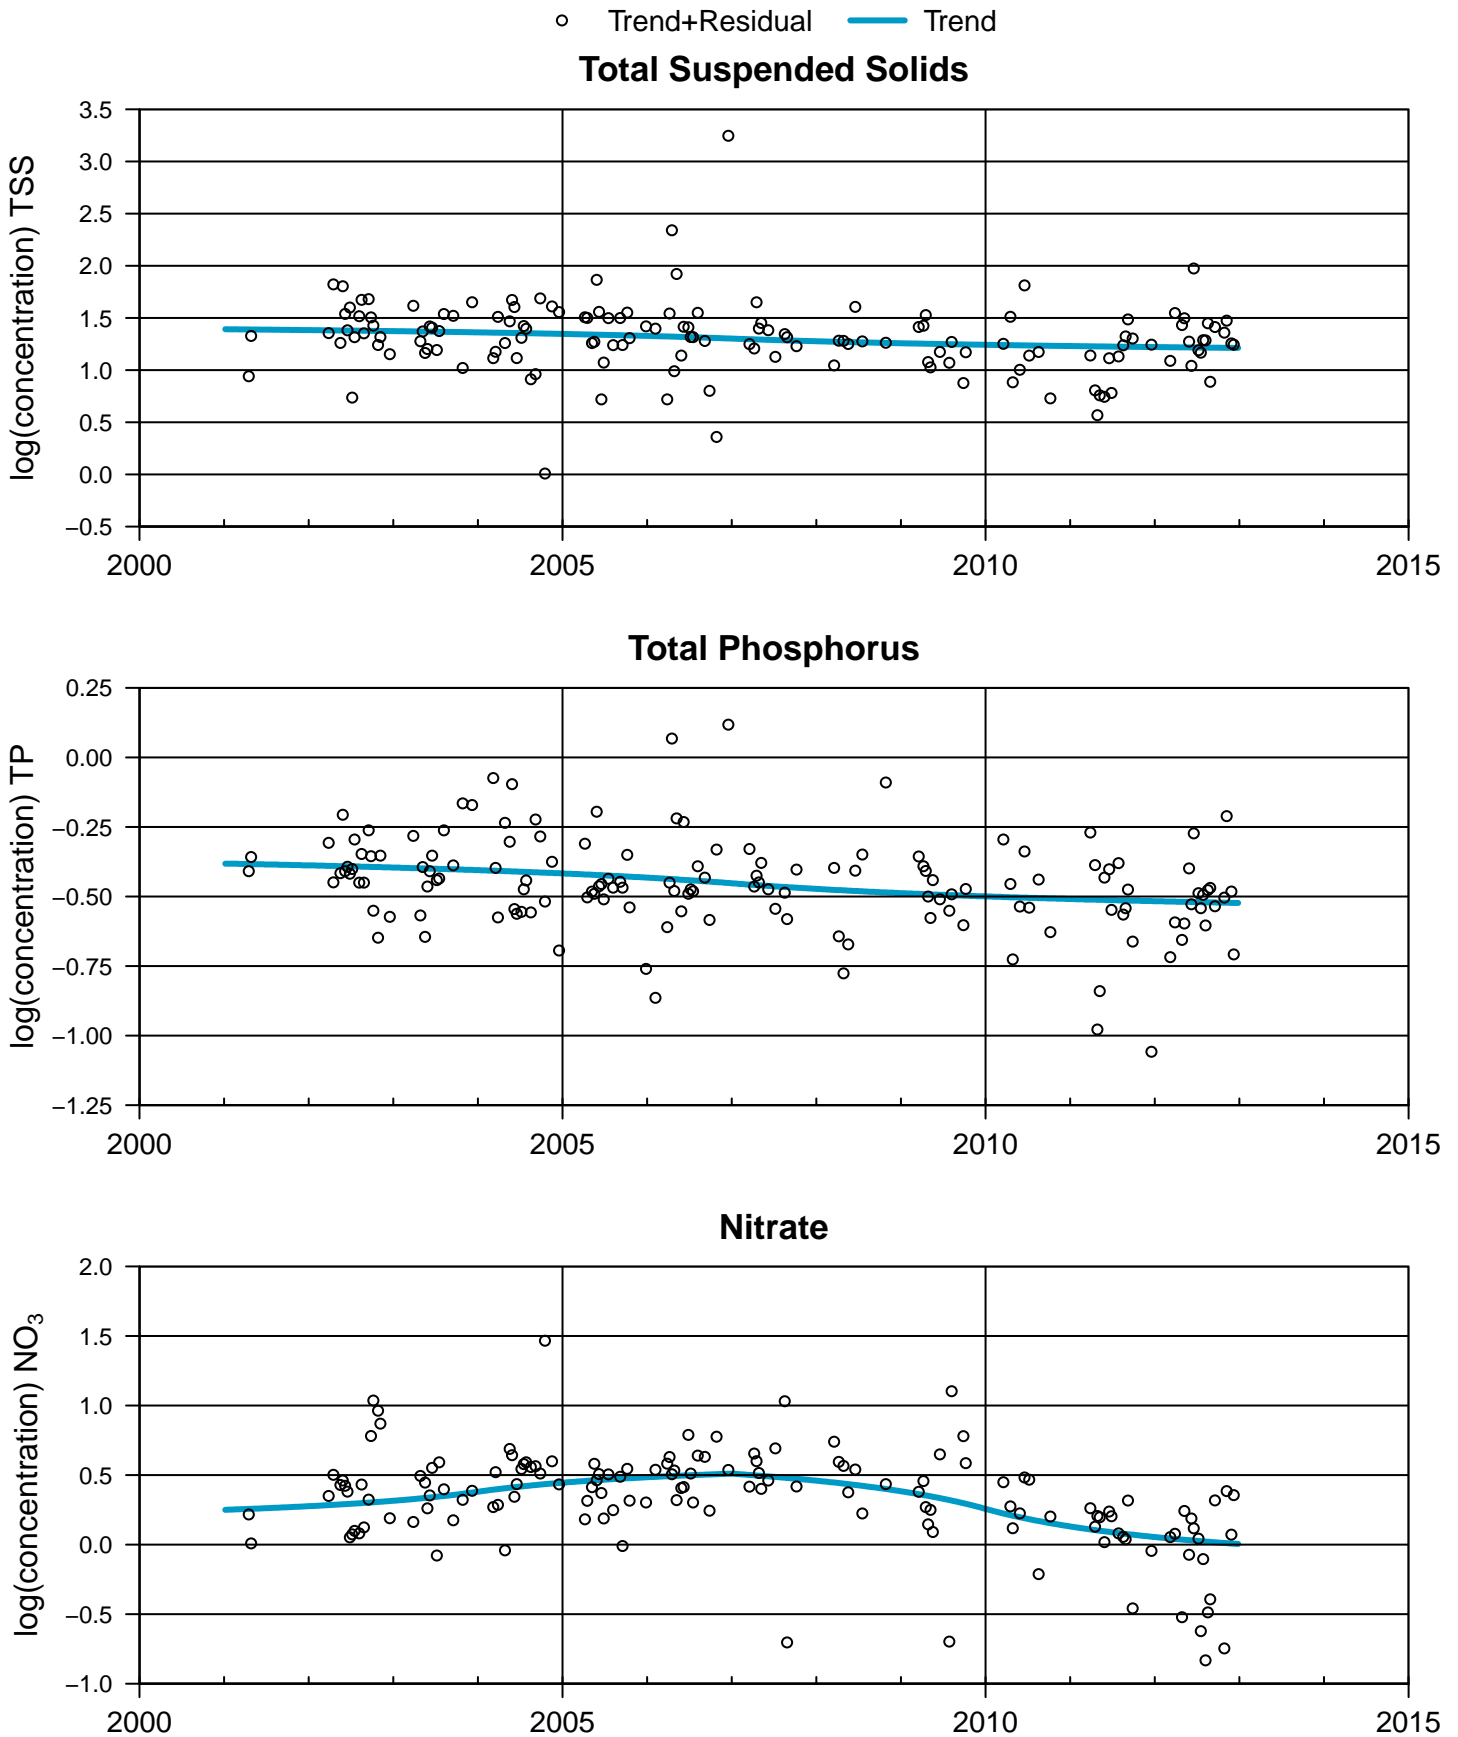 Trend+Residual Trend
Total Suspended Solids
log(concentration) TSS
3.5
3.0
2.5
2.0
1.5
1.0
0.5
0.0
−0.5
2000 2005 2010 2015
Total Phosphorus
log(concentration) TP
0.25
0.00
−0.25
−0.50
−0.75
−1.00
−1.25
2000 2005 2010 2015
Nitrate
log(concentration) NO₃
2.0
1.5
1.0
0.5
0.0
−0.5
−1.0
2000 2005 2010 2015